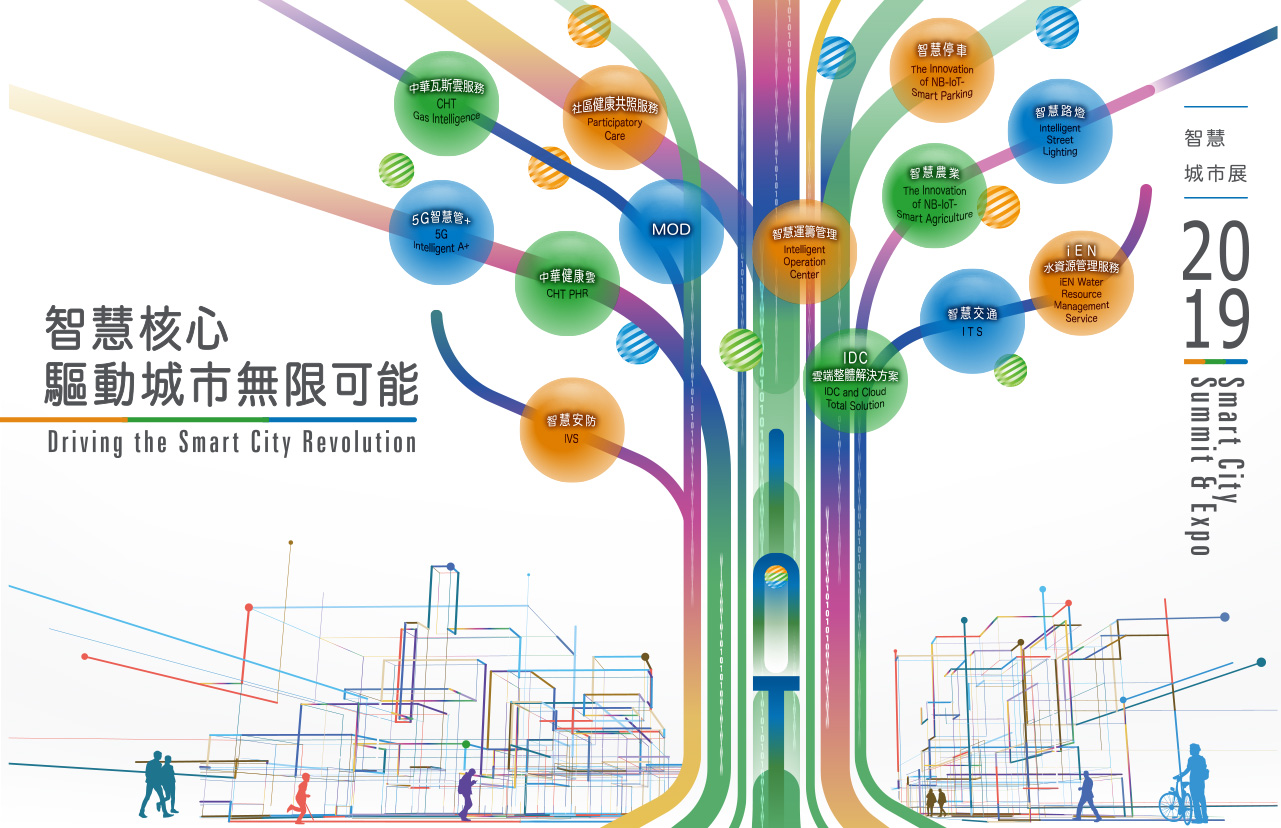 智慧核心
驅動城市無限可能
Driving the Smart City Revolution
中華瓦斯雲服務
CHT
Gas Intelligence
社區健康共照服務
Participatory
Care
5G智慧管+
5G
Intelligent A+
中華健康雲
CHT PHR
MOD
智慧安防
IVS
智慧運籌管理
Intelligent
Operation
Center
智慧停車
The Innovation
of NB-IoT-
Smart Parking
智慧路燈
Intelligent
Street
Lighting
智慧農業
The Innovation
of NB-IoT-
Smart Agriculture
iEN
水資源管理服務
iEN Water
Resource
Management
Service
智慧交通
ITS
IDC
雲端整體解決方案
IDC and Cloud
Total Solution
智慧
城市展
20
19
Smart City
Summit & Expo